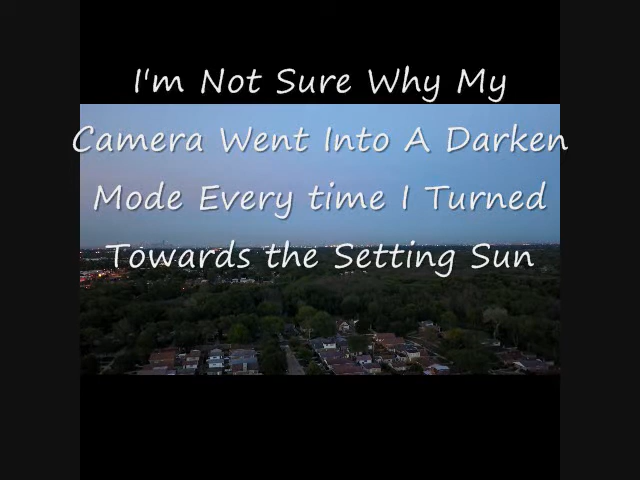 I'm Not Sure Why My
Camera Went Into A Darken
Mode Every time I Turned
Towards the Setting Sun